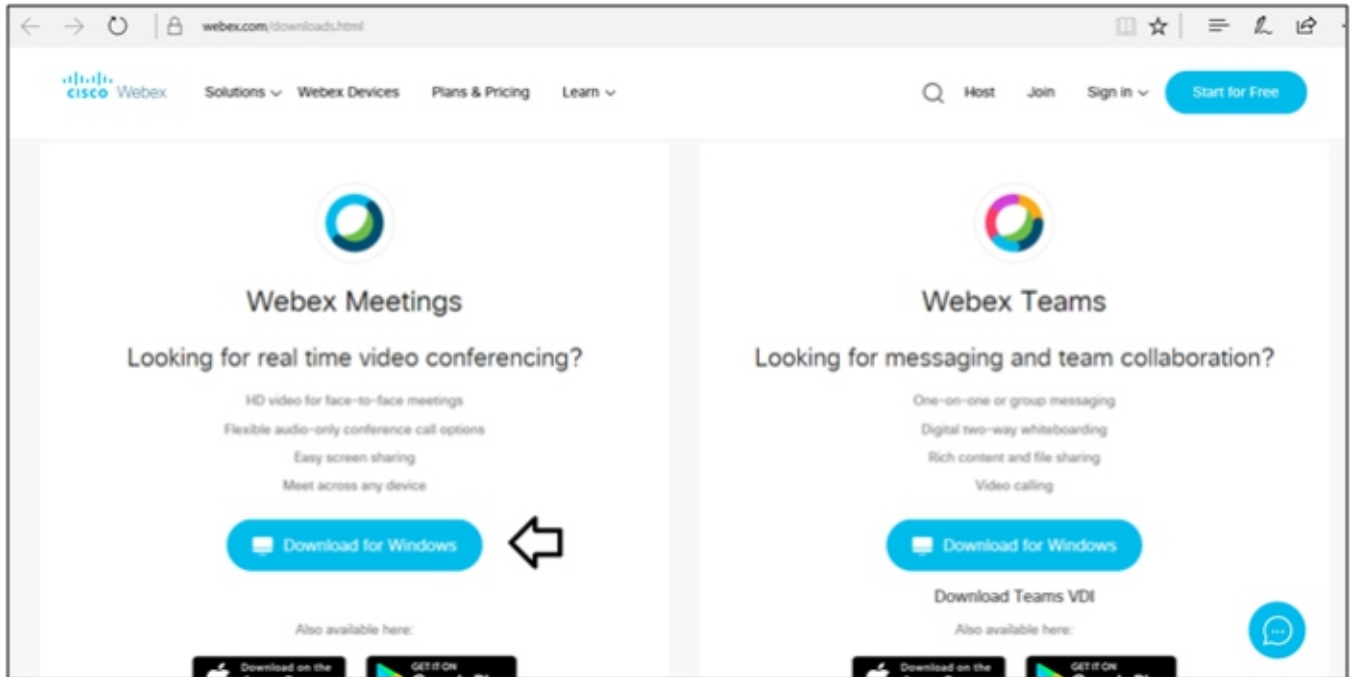 webex.com/downloads.html
CISCO Webex Solutions Webex Devices Plans & Pricing Learn Host Join Sign in Start for Free
Webex Meetings
Looking for real time video conferencing?
HD video for face-to-face meetings
Flexible audio-only conference call options
Easy screen sharing
Meet across any device
Download for Windows
Also available here:
Download on the
GET IT ON
Webex Teams
Looking for messaging and team collaboration?
One-on-one or group messaging
Digital two-way whiteboarding
Rich content and file sharing
Video calling
Download for Windows
Download Teams VDI
Also available here:
Download on the
GET IT ON